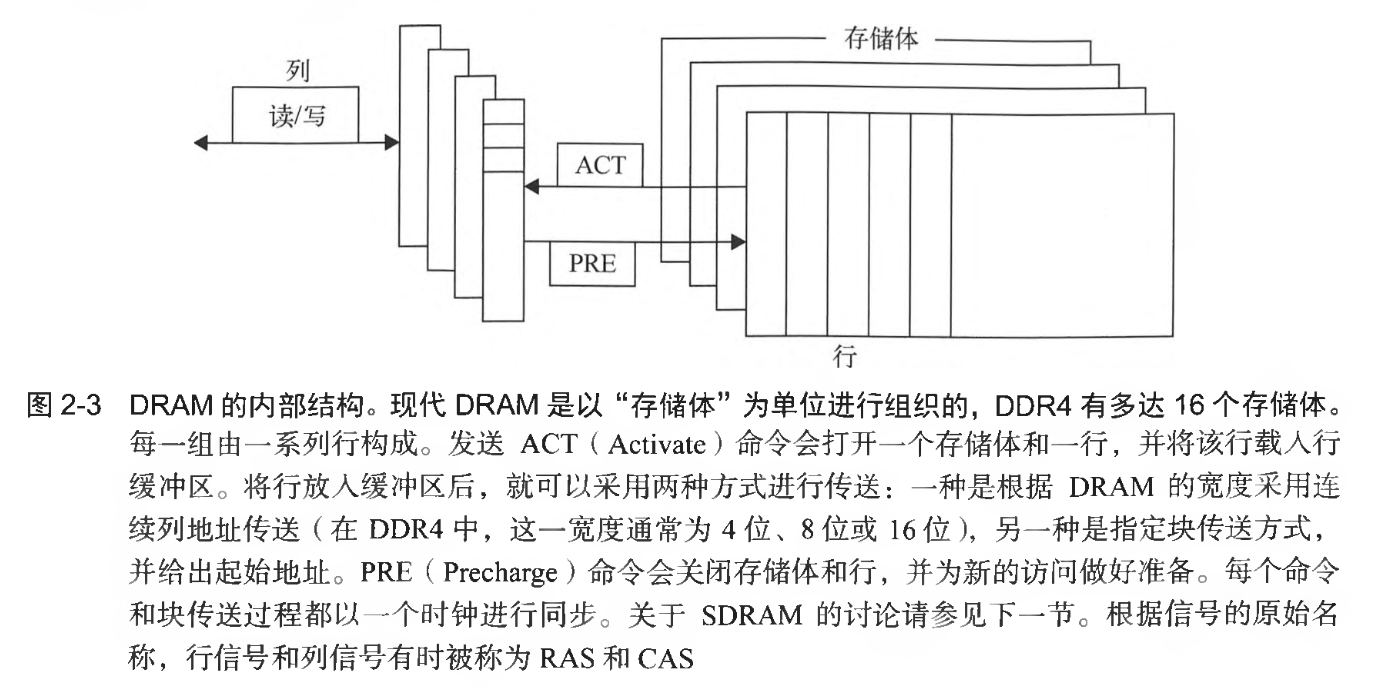 存储体
列
读/写
ACT
PRE
行
图 2-3 DRAM 的内部结构。现代 DRAM 是以“存储体”为单位进行组织的，DDR4 有多达 16 个存储体。
每一组由一系列行构成。发送 ACT（Activate）命令会打开一个存储体和一行，并将该行载入行
缓冲区。将行放入缓冲区后，就可以采用两种方式进行传送：一种是根据 DRAM 的宽度采用连
续列地址传送（在 DDR4 中，这一宽度通常为 4 位、8 位或 16 位），另一种是指定块传送方式，
并给出起始地址。PRE（Precharge）命令会关闭存储体和行，并为新的访问做好准备。每个命令
和块传送过程都以一个时钟进行同步。关于 SDRAM 的讨论请参见下一节。根据信号的原始名
称，行信号和列信号有时被称为 RAS 和 CAS